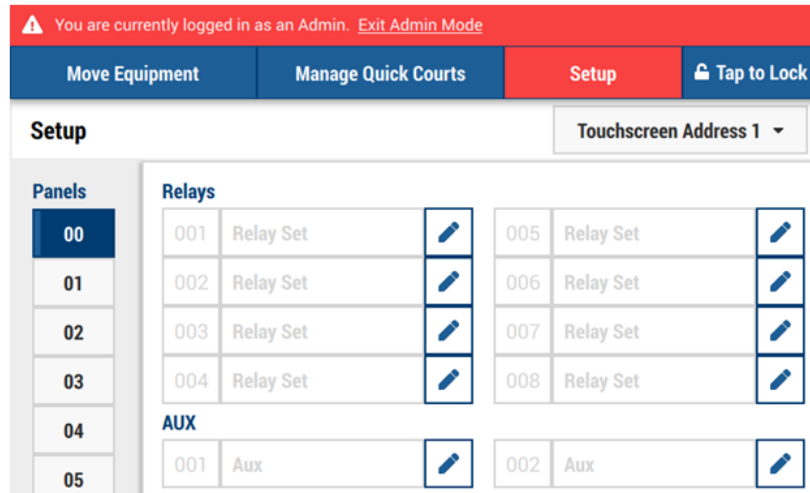 You are currently logged in as an Admin. Exit Admin Mode
Move Equipment Manage Quick Courts Setup Tap to Lock
Setup Touchscreen Address 1
Panels
00
01
02
03
04
05
Relays
001 Relay Set 005 Relay Set
002 Relay Set 006 Relay Set
003 Relay Set 007 Relay Set
004 Relay Set 008 Relay Set
AUX
001 Aux 002 Aux